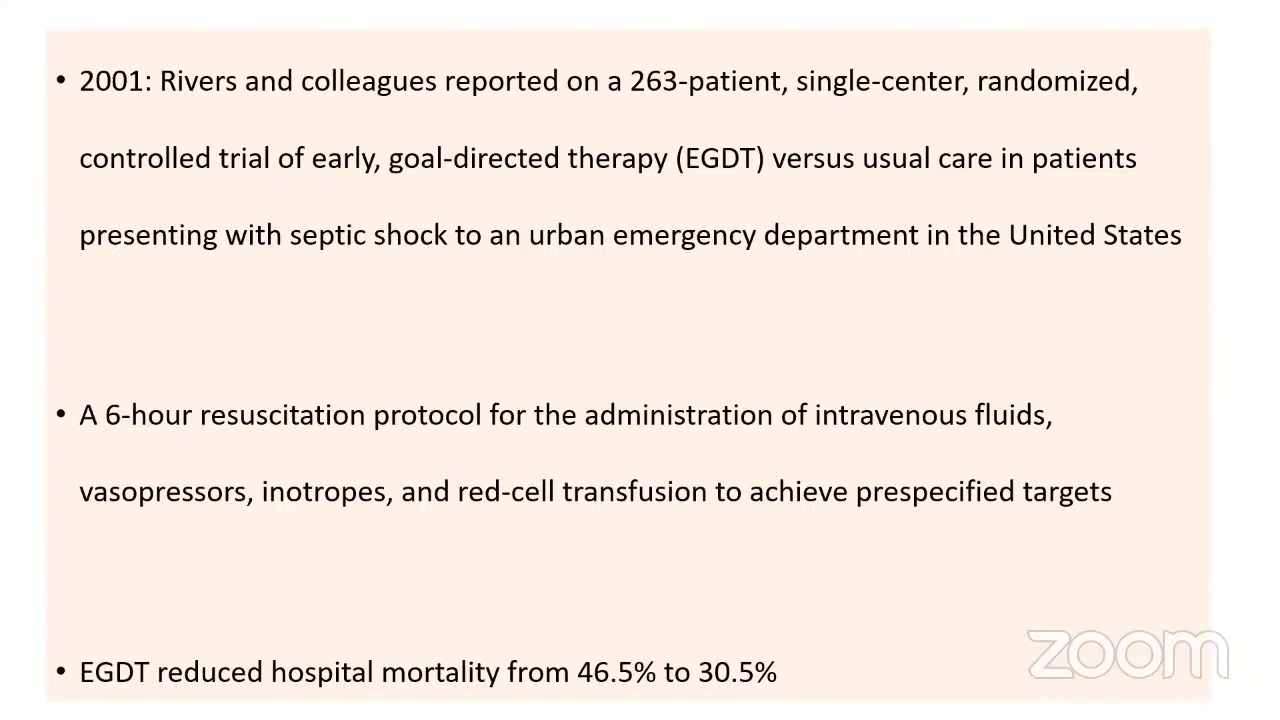 • 2001: Rivers and colleagues reported on a 263-patient, single-center, randomized,
controlled trial of early, goal-directed therapy (EGDT) versus usual care in patients
presenting with septic shock to an urban emergency department in the United States
• A 6-hour resuscitation protocol for the administration of intravenous fluids,
vasopressors, inotropes, and red-cell transfusion to achieve prespecified targets
• EGDT reduced hospital mortality from 46.5% to 30.5%
zoom